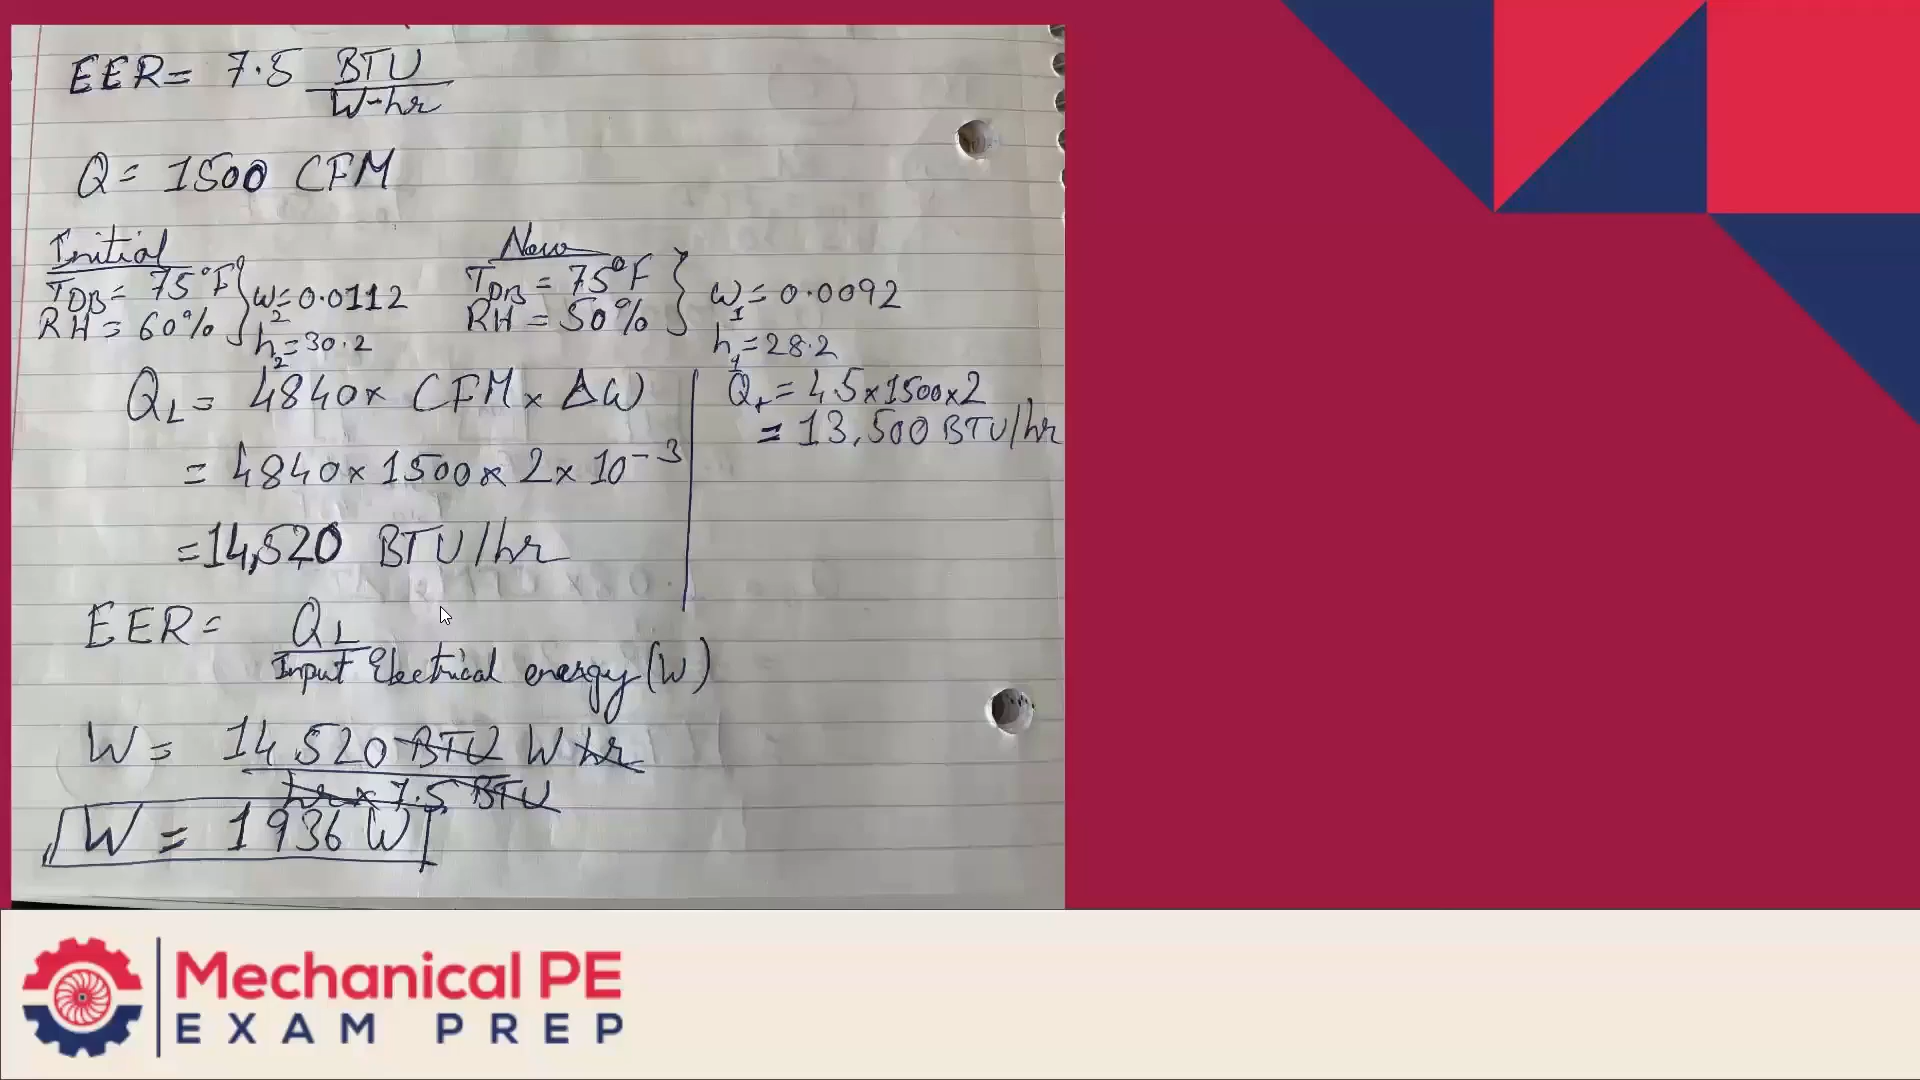 EER = 7.5 BTU
W-hr
Q = 1500 CFM
Initial
TDB = 75°F
RH = 60%
w2 = 0.0112
h2 = 30.2
New
TDB = 75°F
RH = 50%
w1 = 0.0092
h1 = 28.2
QL = 4840 x CFM x ΔW
= 4840 x 1500 x 2 x 10-3
= 14,520 BTU/hr
Qt = 4.5 x 1500 x 2
= 13,500 BTU/hr
EER = QL
Input Electrical energy (W)
W = 14520 BTU W hr
hr x 7.5 BTU
W = 1936 W
Mechanical PE
EXAM PREP